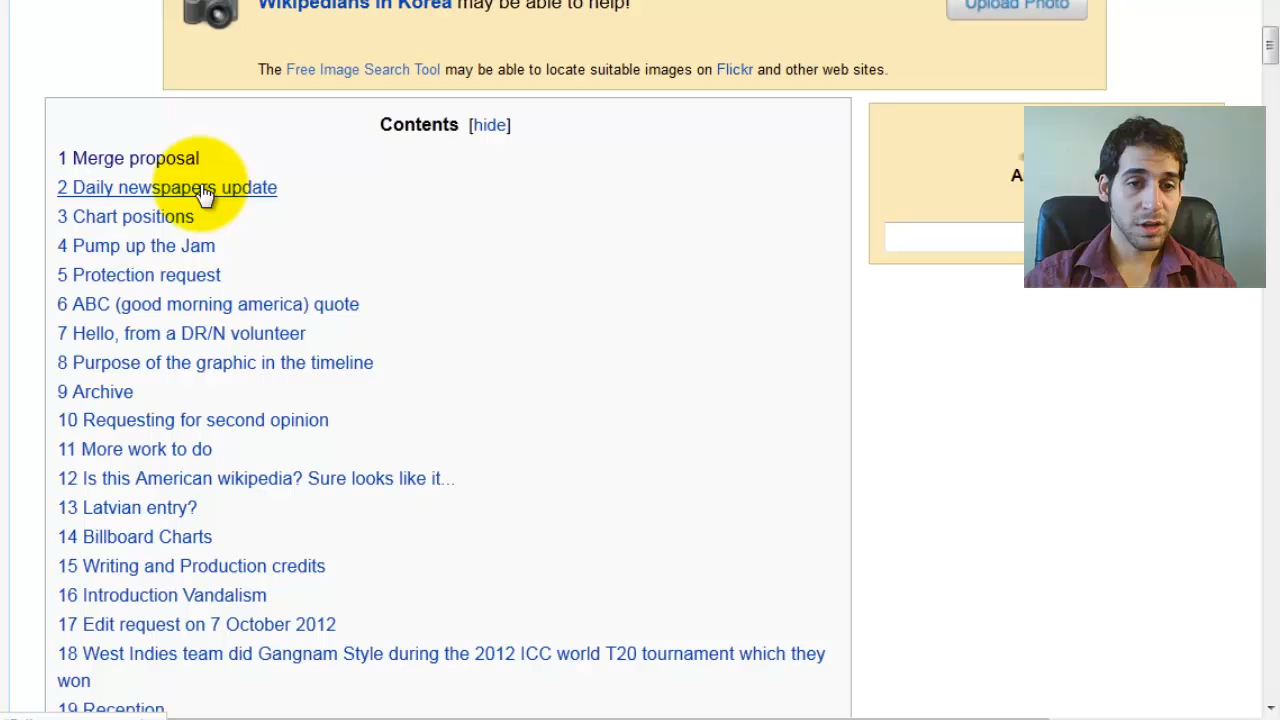 Wikipedians in Korea may be able to help!
Upload Photo
The Free Image Search Tool may be able to locate suitable images on Flickr and other web sites.
Contents [hide]
1 Merge proposal
2 Daily newspapers update
3 Chart positions
4 Pump up the Jam
5 Protection request
6 ABC (good morning america) quote
7 Hello, from a DR/N volunteer
8 Purpose of the graphic in the timeline
9 Archive
10 Requesting for second opinion
11 More work to do
12 Is this American wikipedia? Sure looks like it...
13 Latvian entry?
14 Billboard Charts
15 Writing and Production credits
16 Introduction Vandalism
17 Edit request on 7 October 2012
18 West Indies team did Gangnam Style during the 2012 ICC world T20 tournament which they
won
19 Reception